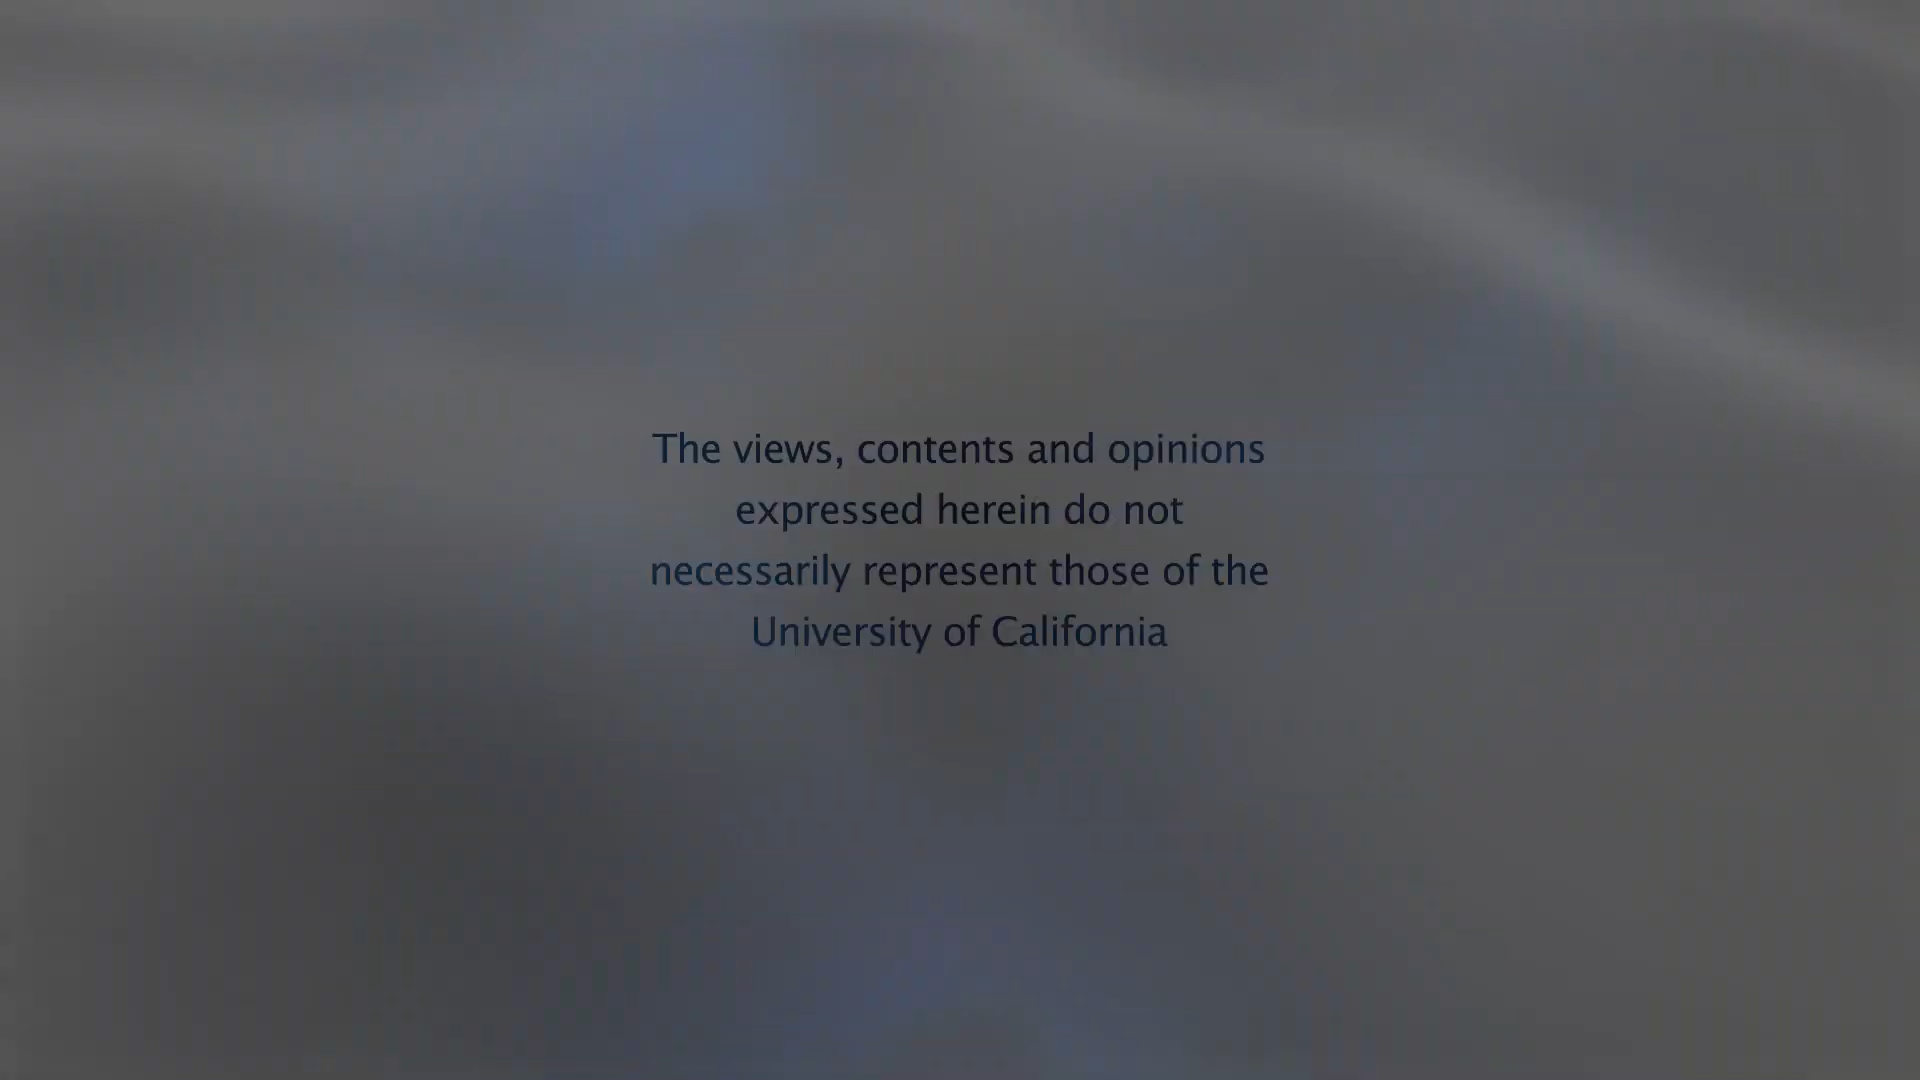 The views, contents and opinions
expressed herein do not
necessarily represent those of the
University of California